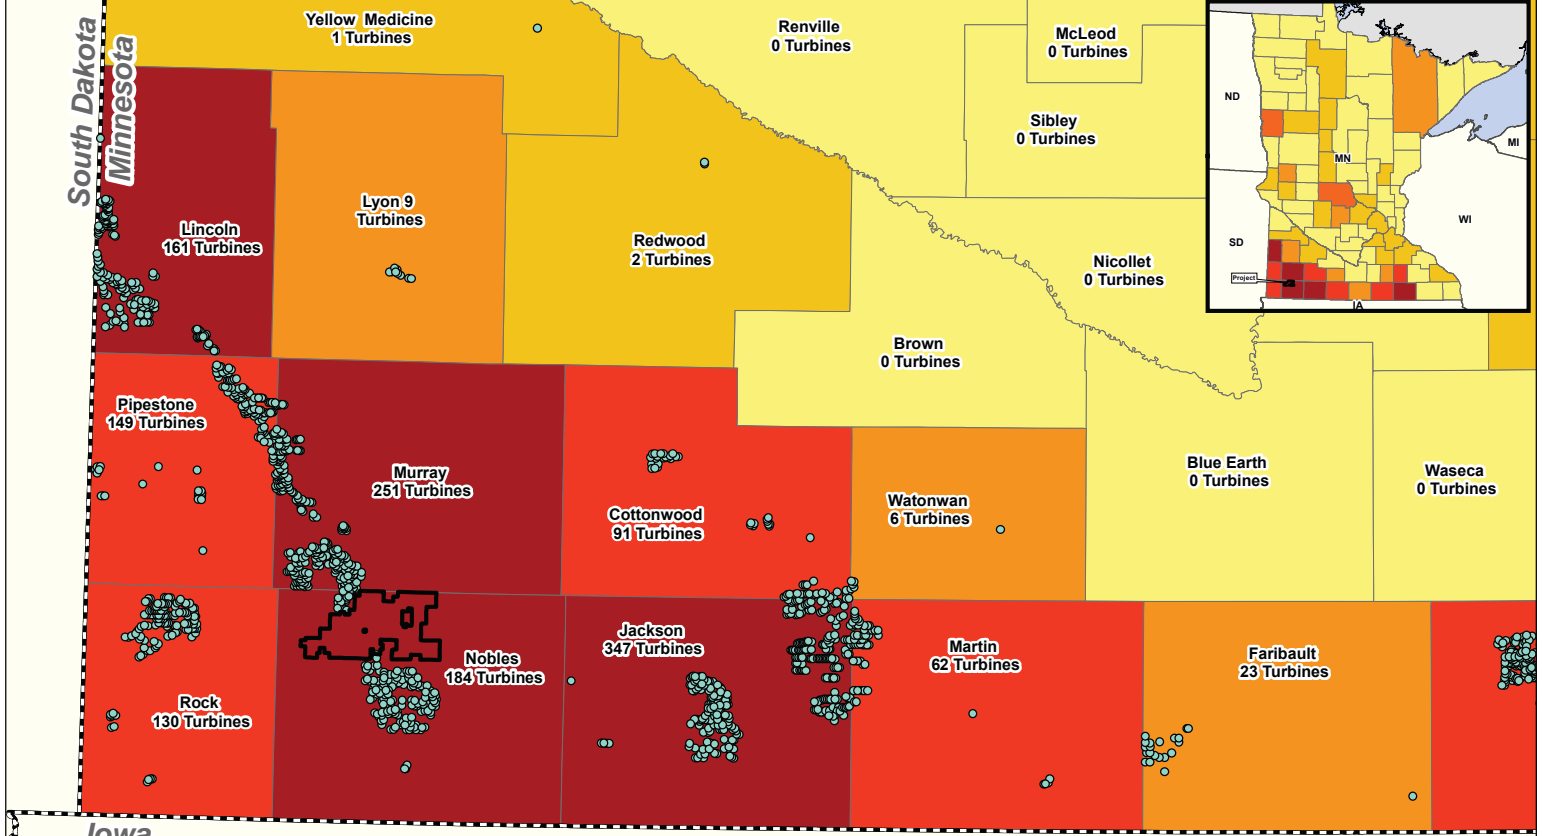 Yellow Medicine
1 Turbines
Renville
0 Turbines
McLeod
0 Turbines
South Dakota
Minnesota
Sibley
0 Turbines
Lincoln
161 Turbines
Lyon 9
Turbines
Redwood
2 Turbines
Nicollet
0 Turbines
Brown
0 Turbines
Pipestone
149 Turbines
Murray
251 Turbines
Cottonwood
91 Turbines
Watonwan
6 Turbines
Blue Earth
0 Turbines
Waseca
0 Turbines
Rock
130 Turbines
Nobles
184 Turbines
Jackson
347 Turbines
Martin
62 Turbines
Faribault
23 Turbines
Iowa
ND
MN
MI
WI
SD
Project
IA